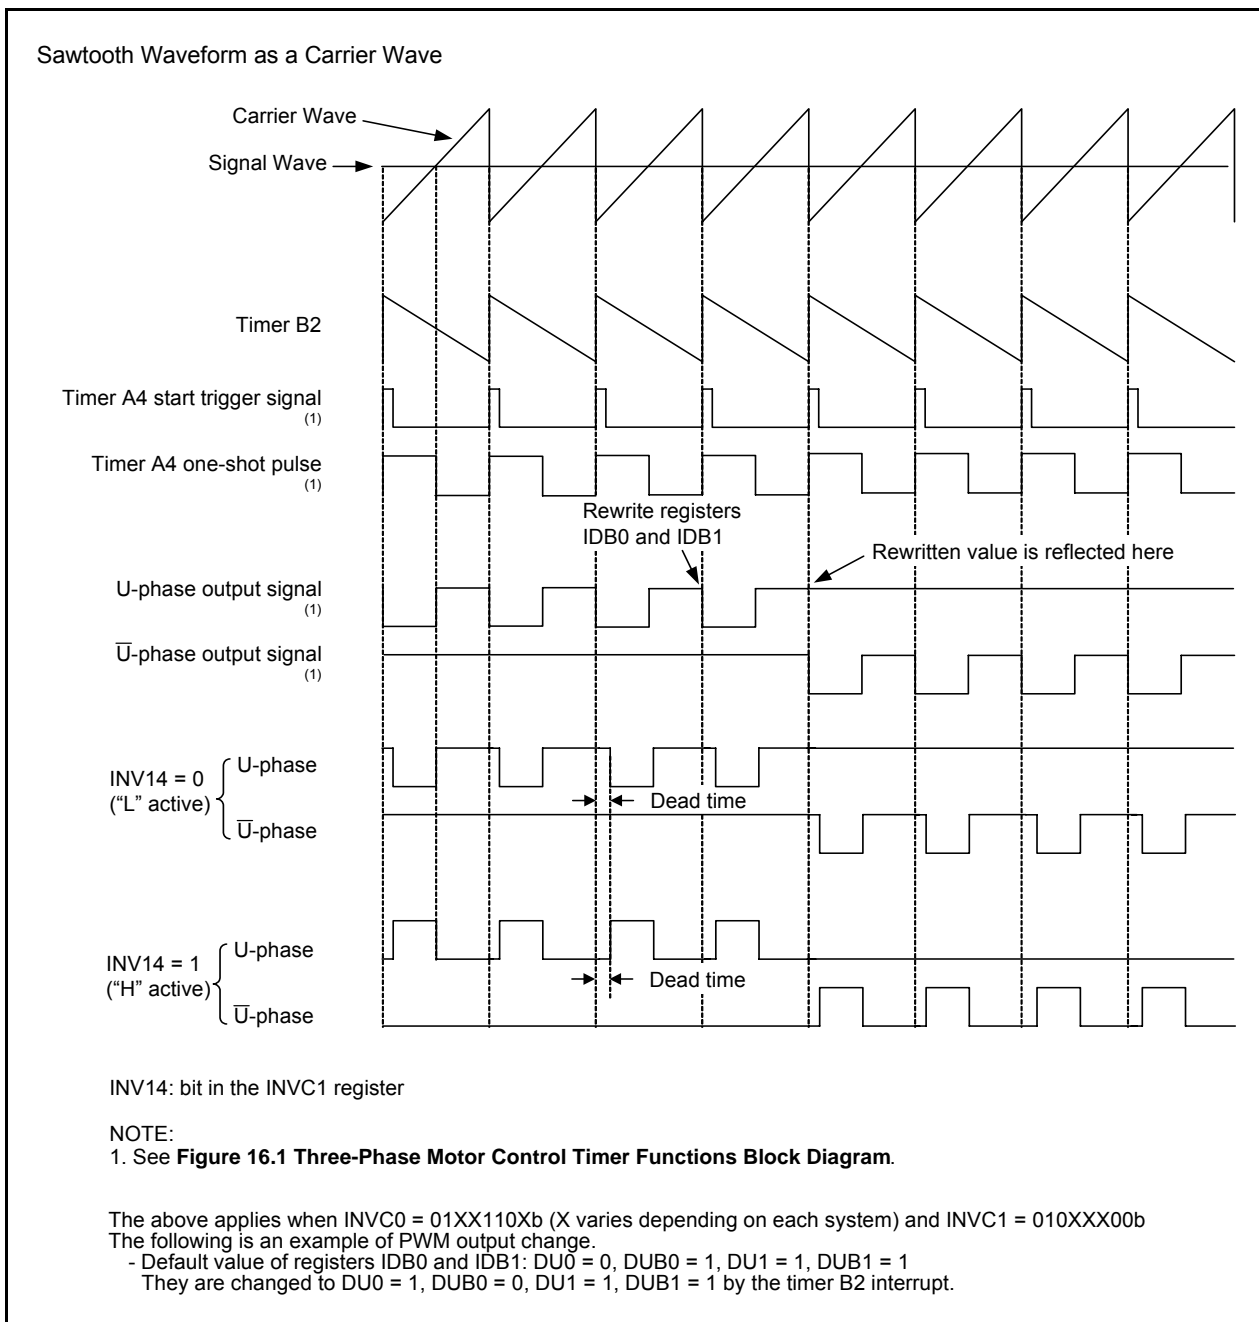 Sawtooth Waveform as a Carrier Wave
Carrier Wave
Signal Wave
Timer B2
Timer A4 start trigger signal
(1)
Timer A4 one-shot pulse
(1)
Rewrite registers
IDB0 and IDB1
Rewritten value is reflected here
U-phase output signal
(1)
U̅-phase output signal
(1)
INV14 = 0
(“L” active)
U-phase
Dead time
U̅-phase
INV14 = 1
(“H” active)
U-phase
Dead time
U̅-phase
INV14: bit in the INVC1 register
NOTE:
1. See Figure 16.1 Three-Phase Motor Control Timer Functions Block Diagram.
The above applies when INVC0 = 01XX110Xb (X varies depending on each system) and INVC1 = 010XXX00b
The following is an example of PWM output change.
- Default value of registers IDB0 and IDB1: DU0 = 0, DUB0 = 1, DU1 = 1, DUB1 = 1
They are changed to DU0 = 1, DUB0 = 0, DU1 = 1, DUB1 = 1 by the timer B2 interrupt.